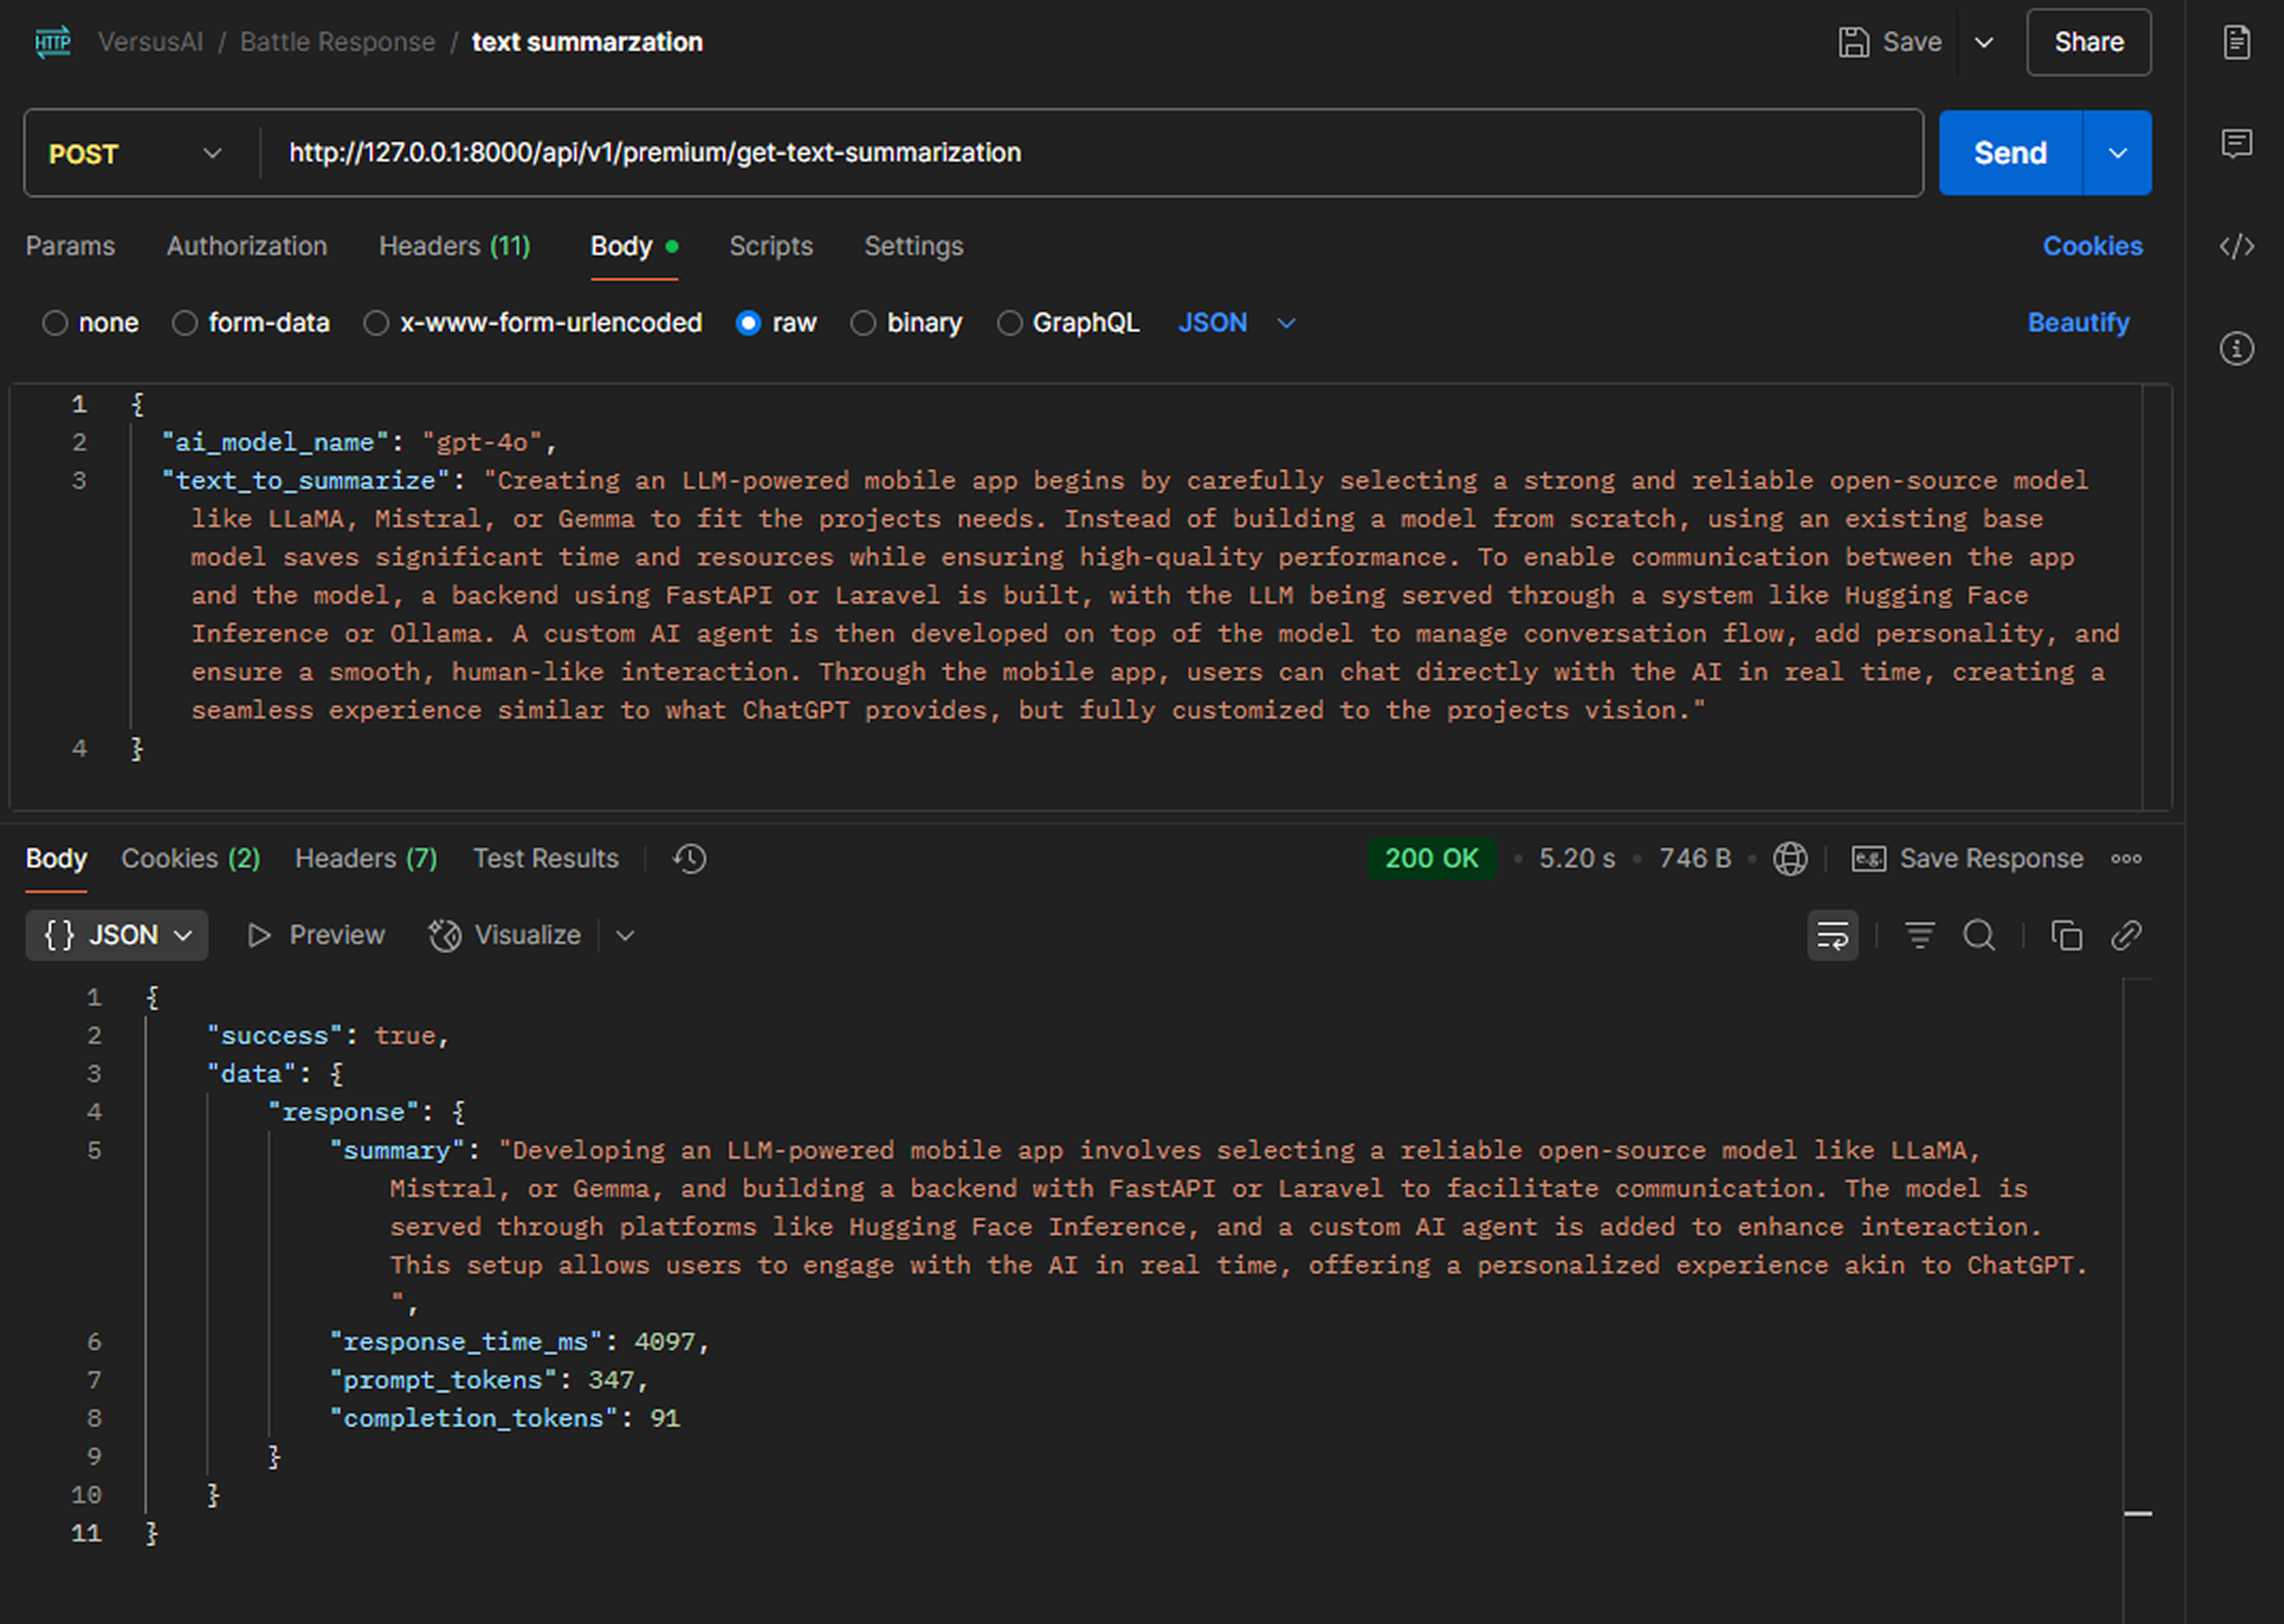 HTTP VersusAI / Battle Response / text summarzation Save Share
POST http://127.0.0.1:8000/api/v1/premium/get-text-summarization Send
Params Authorization Headers (11) Body Scripts Settings Cookies
none form-data x-www-form-urlencoded raw binary GraphQL JSON Beautify
1 {
2 "ai_model_name": "gpt-4o",
3 "text_to_summarize": "Creating an LLM-powered mobile app begins by carefully selecting a strong and reliable open-source model
like LLaMA, Mistral, or Gemma to fit the projects needs. Instead of building a model from scratch, using an existing base
model saves significant time and resources while ensuring high-quality performance. To enable communication between the app
and the model, a backend using FastAPI or Laravel is built, with the LLM being served through a system like Hugging Face
Inference or Ollama. A custom AI agent is then developed on top of the model to manage conversation flow, add personality, and
ensure a smooth, human-like interaction. Through the mobile app, users can chat directly with the AI in real time, creating a
seamless experience similar to what ChatGPT provides, but fully customized to the projects vision."
4 }
Body Cookies (2) Headers (7) Test Results 200 OK • 5.20 s • 746 B • e.g. Save Response
{} JSON Preview Visualize
1 {
2 "success": true,
3 "data": {
4 "response": {
5 "summary": "Developing an LLM-powered mobile app involves selecting a reliable open-source model like LLaMA,
Mistral, or Gemma, and building a backend with FastAPI or Laravel to facilitate communication. The model is
served through platforms like Hugging Face Inference, and a custom AI agent is added to enhance interaction.
This setup allows users to engage with the AI in real time, offering a personalized experience akin to ChatGPT.
",
6 "response_time_ms": 4097,
7 "prompt_tokens": 347,
8 "completion_tokens": 91
9 }
10 }
11 }